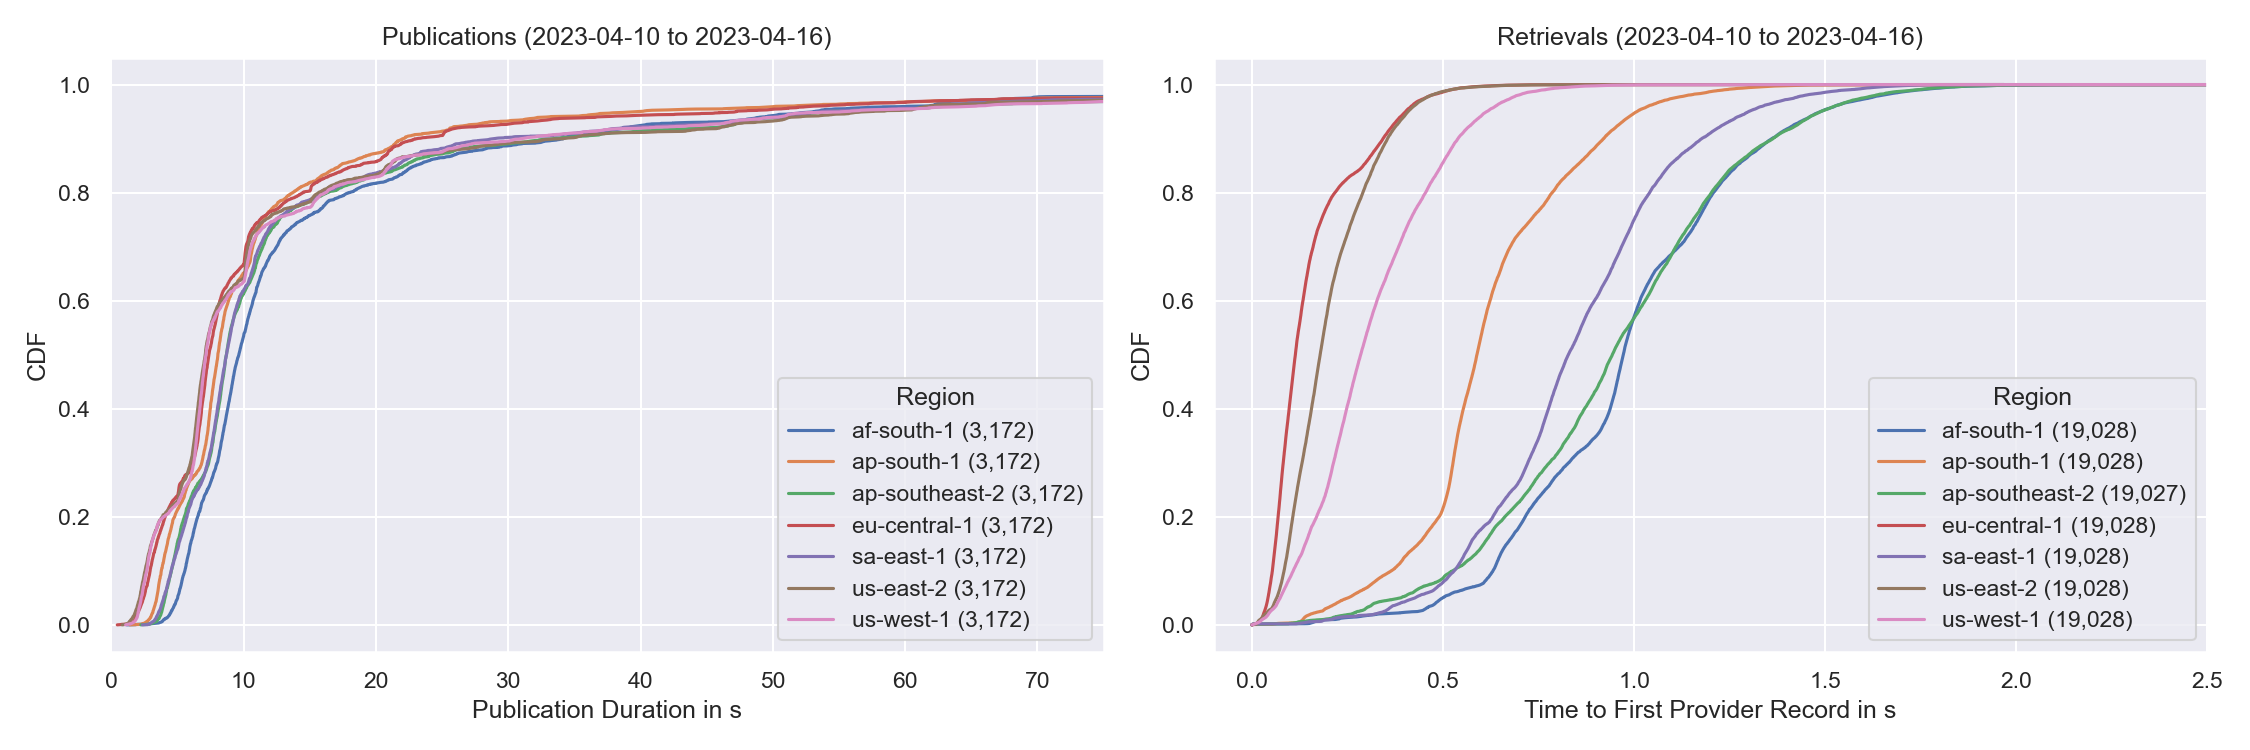 Publications (2023-04-10 to 2023-04-16)
1.0
0.8
0.6
0.4
0.2
0.0
CDF
0
10
20
30
40
50
60
70
Publication Duration in s
Region
af-south-1 (3,172)
ap-south-1 (3,172)
ap-southeast-2 (3,172)
eu-central-1 (3,172)
sa-east-1 (3,172)
us-east-2 (3,172)
us-west-1 (3,172)
Retrievals (2023-04-10 to 2023-04-16)
1.0
0.8
0.6
0.4
0.2
0.0
CDF
0.0
0.5
1.0
1.5
2.0
2.5
Time to First Provider Record in s
Region
af-south-1 (19,028)
ap-south-1 (19,028)
ap-southeast-2 (19,027)
eu-central-1 (19,028)
sa-east-1 (19,028)
us-east-2 (19,028)
us-west-1 (19,028)